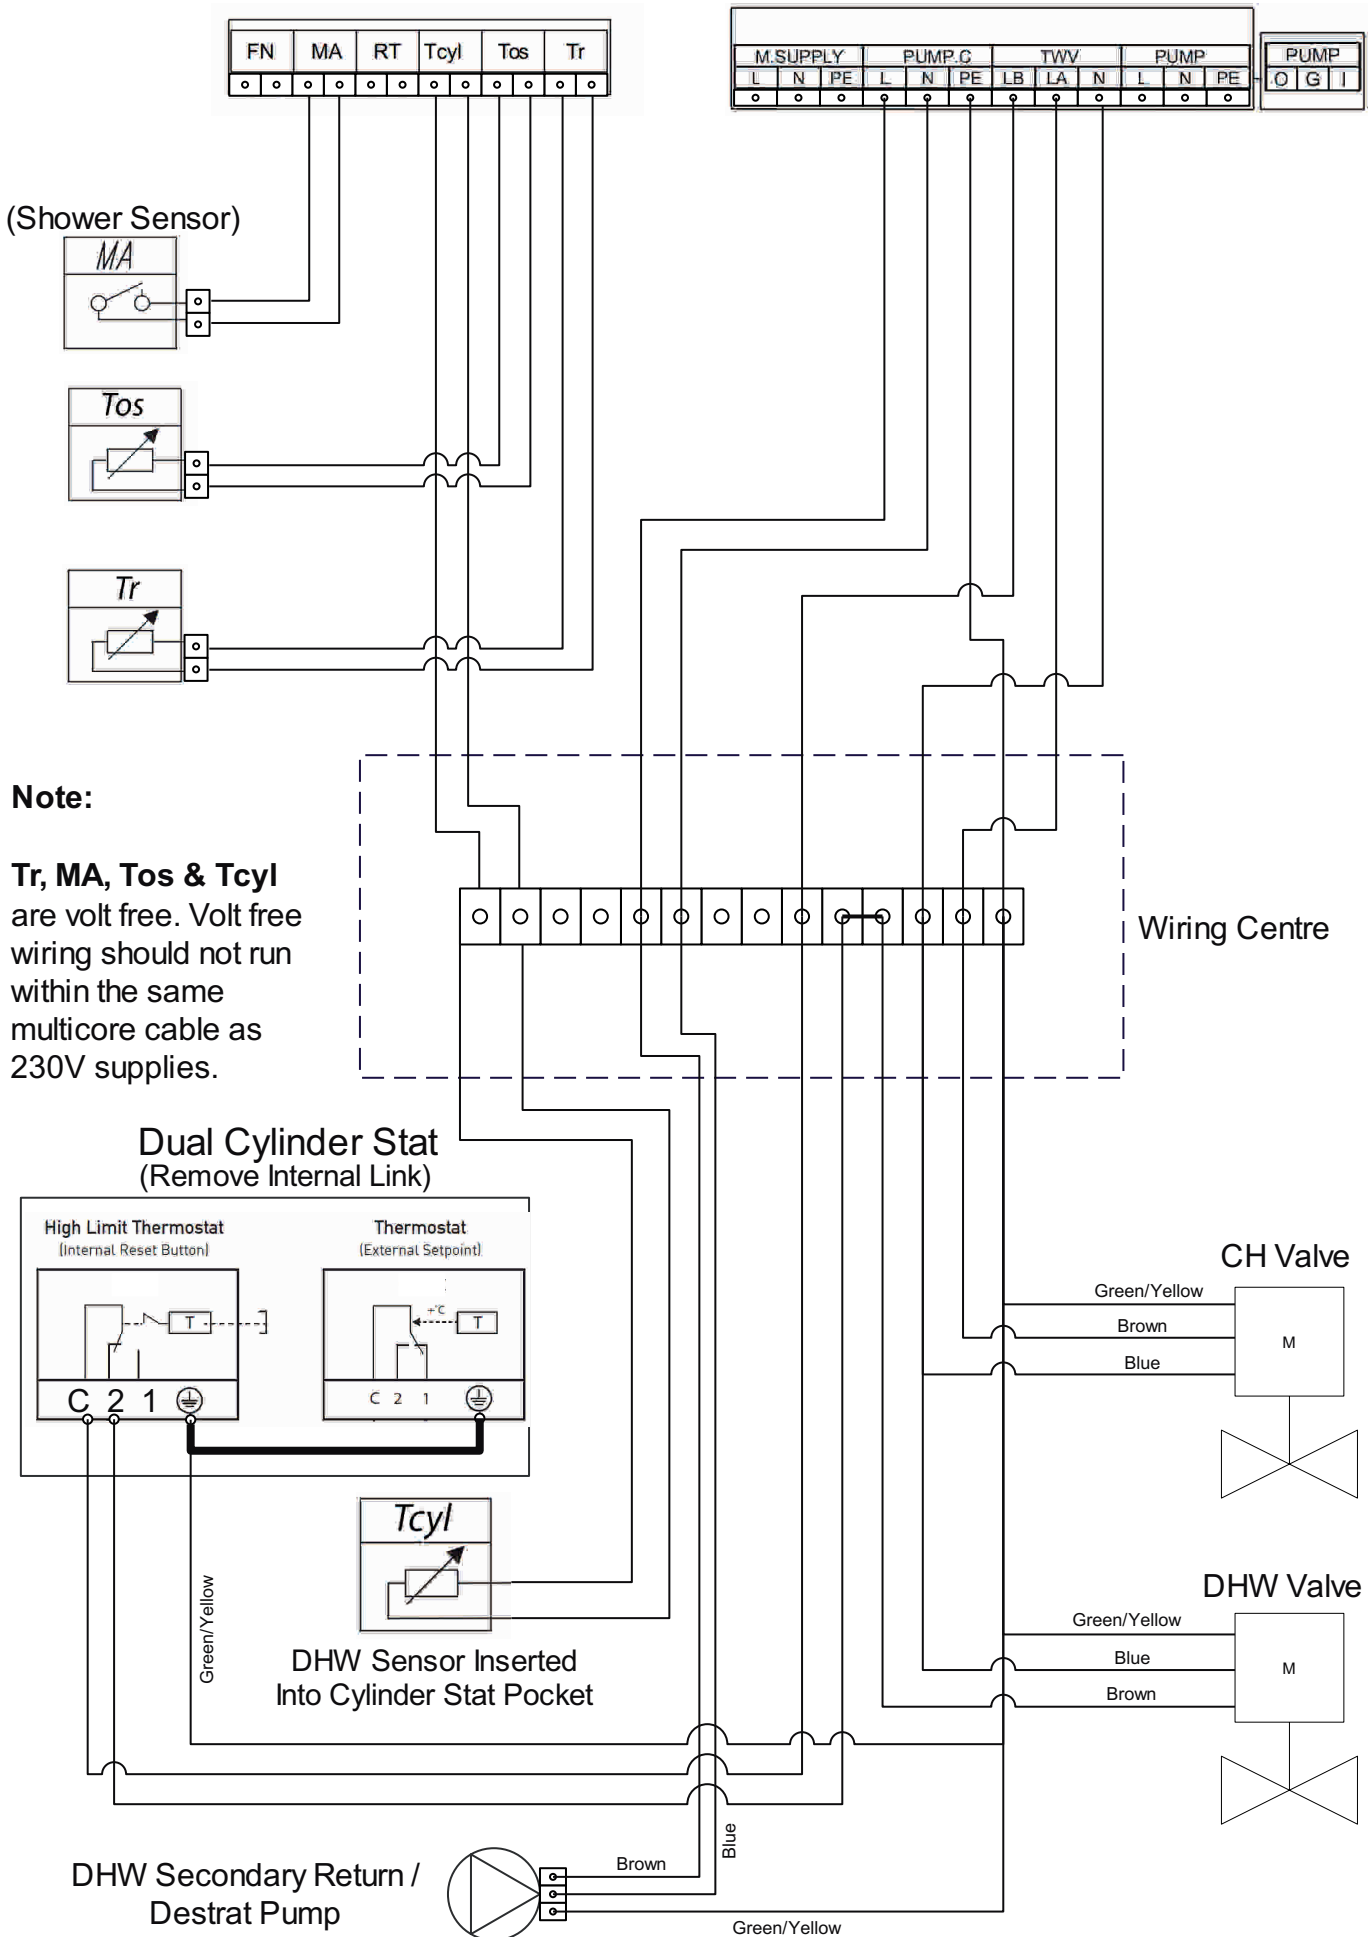 FN MA RT Tcyl Tos Tr
M.SUPPLY PUMP.C TWV PUMP PUMP
L N PE L N PE LB LA N L N PE O G I
(Shower Sensor)
MA
Tos
Tr
Note:
Tr, MA, Tos & Tcyl
are volt free. Volt free
wiring should not run
within the same
multicore cable as
230V supplies.
Wiring Centre
Dual Cylinder Stat
(Remove Internal Link)
High Limit Thermostat
(Internal Reset Button)
T
C 2 1
Thermostat
(External Setpoint)
+°C
T
C 2 1
CH Valve
Green/Yellow
Brown
Blue
M
Tcyl
DHW Sensor Inserted
Into Cylinder Stat Pocket
Green/Yellow
DHW Valve
Green/Yellow
Blue
Brown
M
DHW Secondary Return /
Destrat Pump
Brown
Blue
Green/Yellow